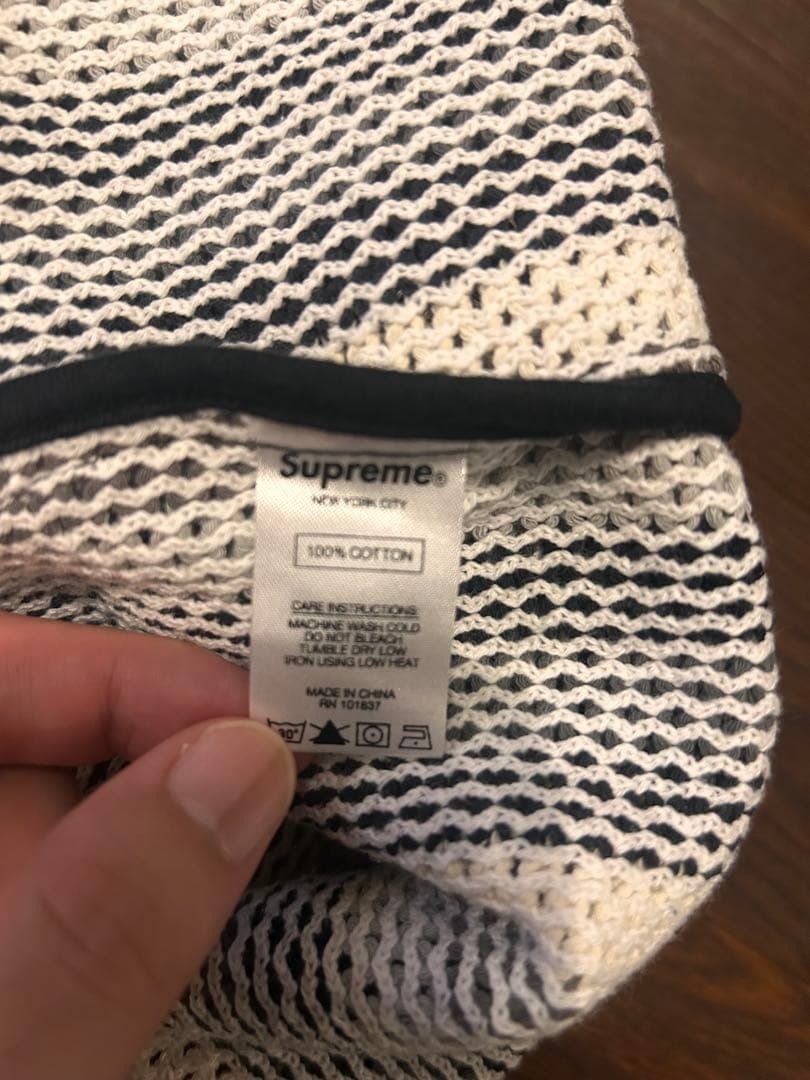 Supreme®
NEW YORK CITY
100% COTTON
CARE INSTRUCTIONS:
MACHINE WASH COLD
DO NOT BLEACH
TUMBLE DRY LOW
IRON USING LOW HEAT
MADE IN CHINA
RN 101837
30°